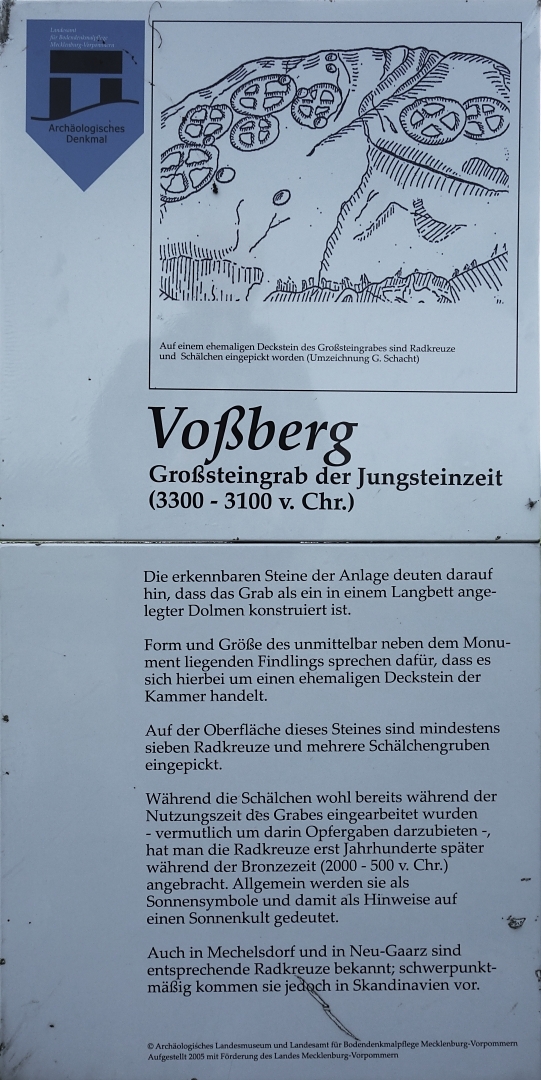 Landesamt
für Bodendenkmalpflege
Mecklenburg-Vorpommern
Archäologisches
Denkmal
Auf einem ehemaligen Deckstein des Großsteingrabes sind Radkreuze
und Schälchen eingepickt worden (Umzeichnung G. Schacht)
Voßberg
Großsteingrab der Jungsteinzeit
(3300 - 3100 v. Chr.)
Die erkennbaren Steine der Anlage deuten darauf
hin, dass das Grab als ein in einem Langbett ange-
legter Dolmen konstruiert ist.
Form und Größe des unmittelbar neben dem Monu-
ment liegenden Findlings sprechen dafür, dass es
sich hierbei um einen ehemaligen Deckstein der
Kammer handelt.
Auf der Oberfläche dieses Steines sind mindestens
sieben Radkreuze und mehrere Schälchengruben
eingepickt.
Während die Schälchen wohl bereits während der
Nutzungszeit des Grabes eingearbeitet wurden
- vermutlich um darin Opfergaben darzubieten -,
hat man die Radkreuze erst Jahrhunderte später
während der Bronzezeit (2000 - 500 v. Chr.)
angebracht. Allgemein werden sie als
Sonnensymbole und damit als Hinweise auf
einen Sonnenkult gedeutet.
Auch in Mechelsdorf und in Neu-Gaarz sind
entsprechende Radkreuze bekannt; schwerpunkt-
mäßig kommen sie jedoch in Skandinavien vor.
© Archäologisches Landesmuseum und Landesamt für Bodendenkmalpflege Mecklenburg-Vorpommern
Aufgestellt 2005 mit Förderung des Landes Mecklenburg-Vorpommern